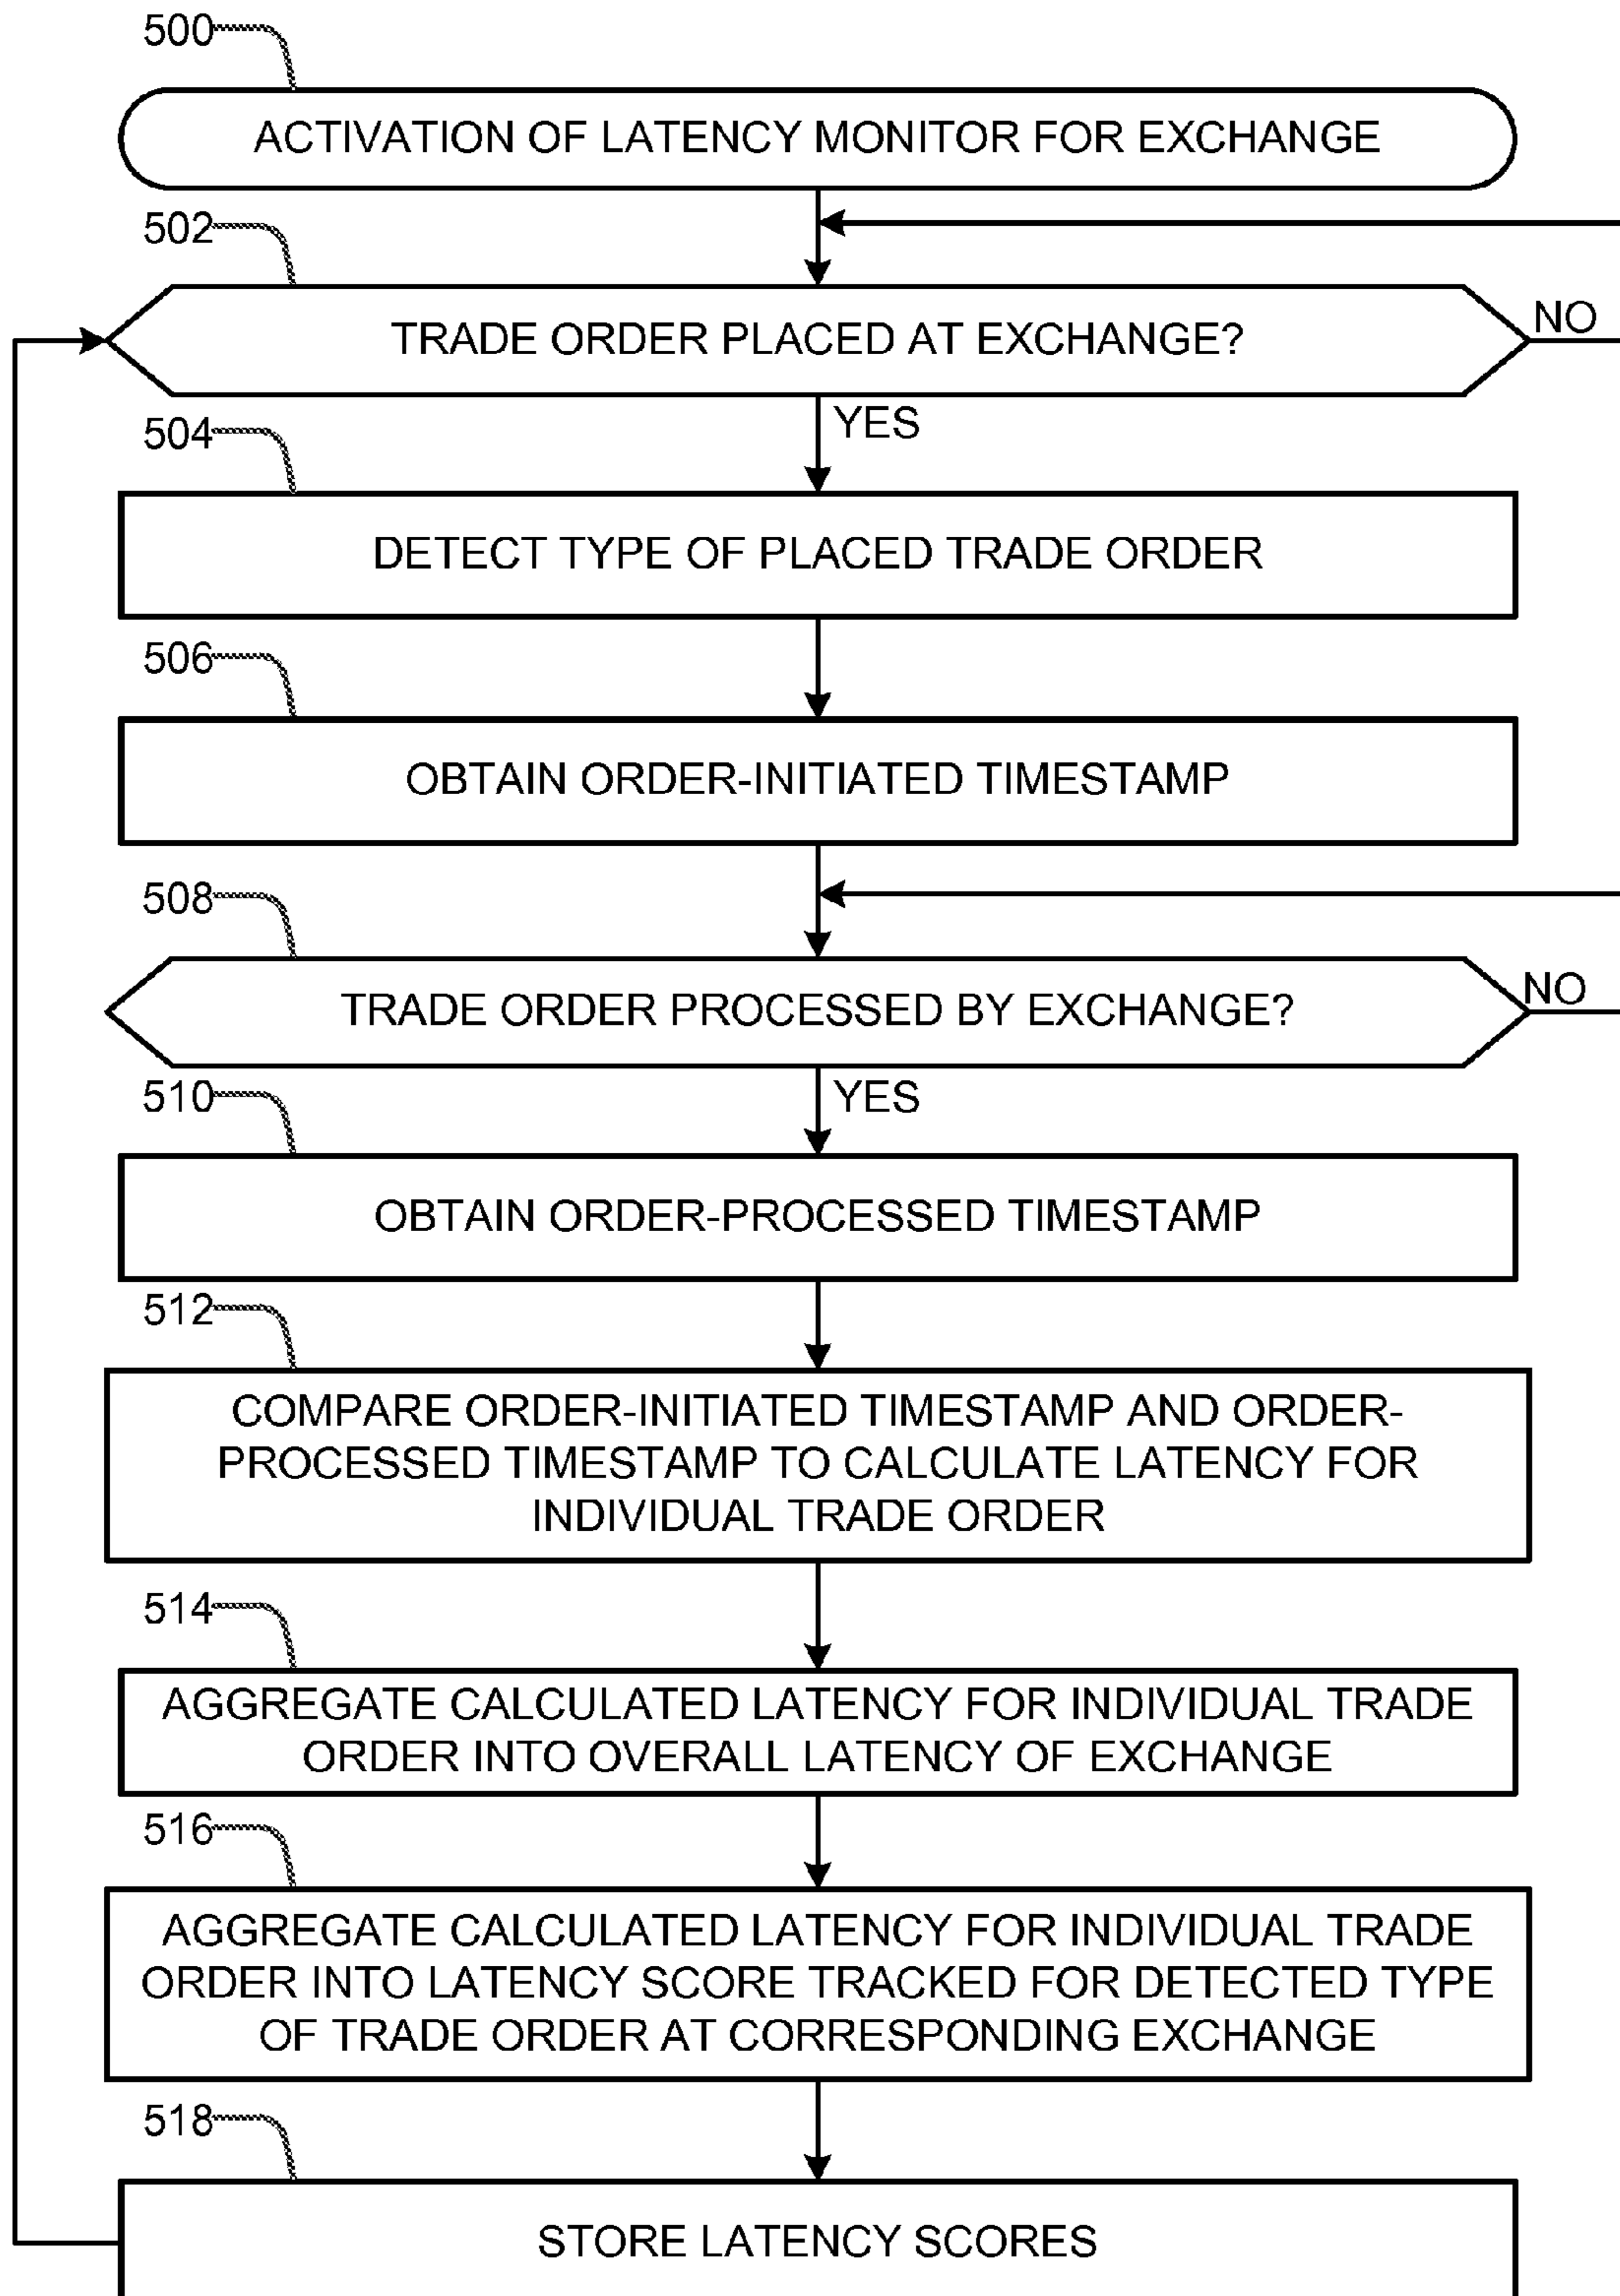 500
ACTIVATION OF LATENCY MONITOR FOR EXCHANGE
502
TRADE ORDER PLACED AT EXCHANGE?
NO
YES
504
DETECT TYPE OF PLACED TRADE ORDER
506
OBTAIN ORDER-INITIATED TIMESTAMP
508
TRADE ORDER PROCESSED BY EXCHANGE?
NO
YES
510
OBTAIN ORDER-PROCESSED TIMESTAMP
512
COMPARE ORDER-INITIATED TIMESTAMP AND ORDER-
PROCESSED TIMESTAMP TO CALCULATE LATENCY FOR
INDIVIDUAL TRADE ORDER
514
AGGREGATE CALCULATED LATENCY FOR INDIVIDUAL TRADE
ORDER INTO OVERALL LATENCY OF EXCHANGE
516
AGGREGATE CALCULATED LATENCY FOR INDIVIDUAL TRADE
ORDER INTO LATENCY SCORE TRACKED FOR DETECTED TYPE
OF TRADE ORDER AT CORRESPONDING EXCHANGE
518
STORE LATENCY SCORES